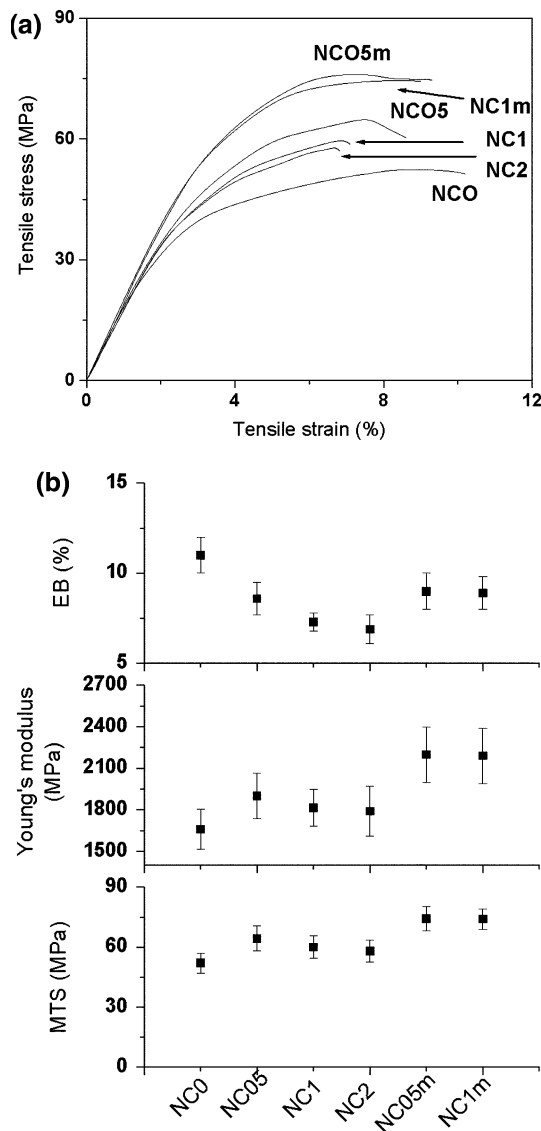 (a)
90
60
30
0
Tensile stress (MPa)
NCO5m
NC1m
NCO5
NC1
NC2
NCO
0 4 8 12
Tensile strain (%)
(b)
15
10
5
EB (%)
2700
2400
2100
1800
1500
Young's modulus
(MPa)
90
60
30
0
MTS (MPa)
NC0 NC05 NC1 NC2 NC05m NC1m